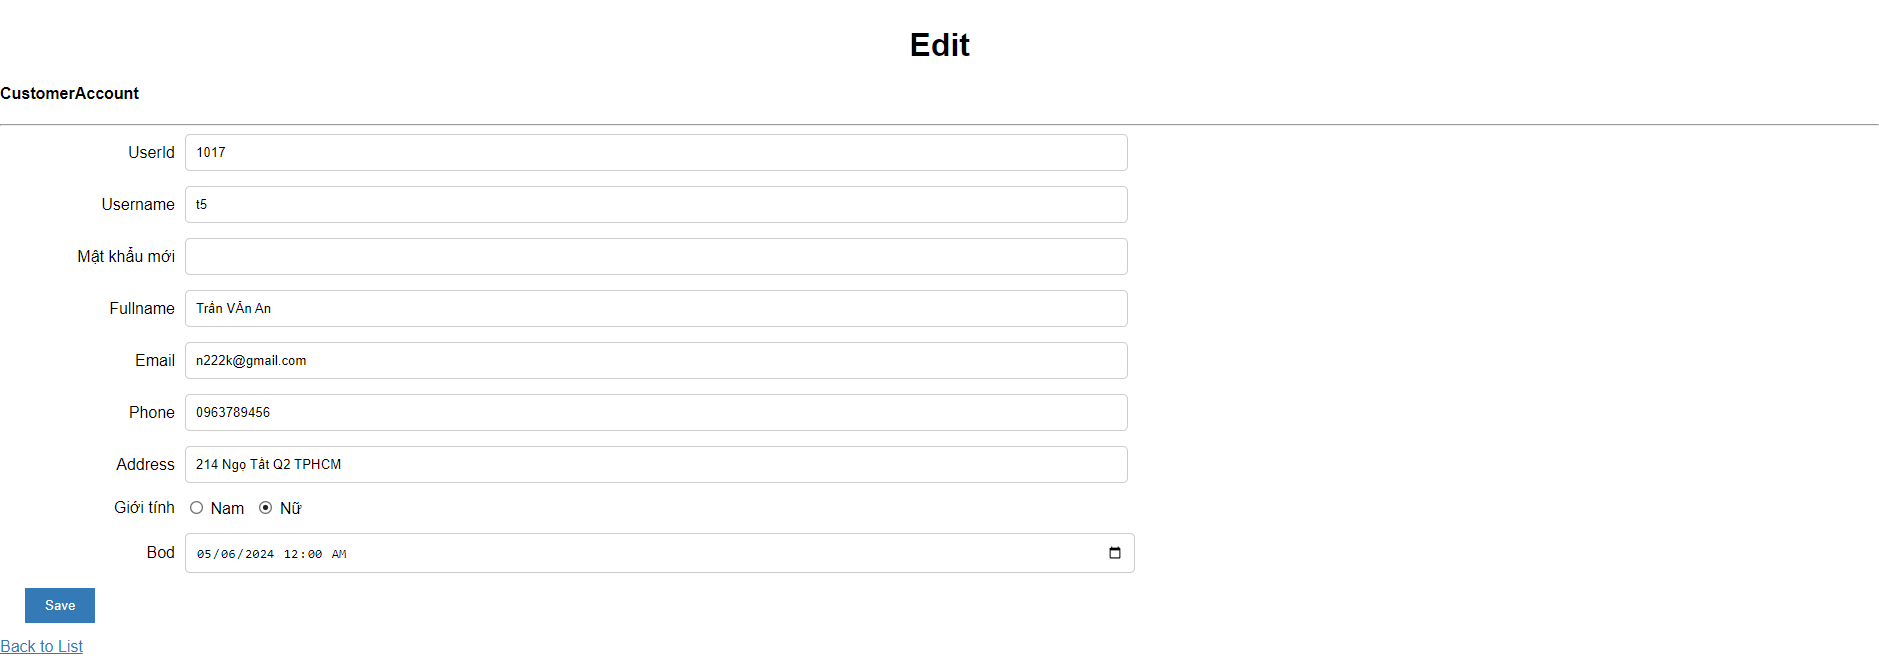 Edit
CustomerAccount
UserId 1017
Username t5
Mật khẩu mới
Fullname Trần VĂn An
Email n222k@gmail.com
Phone 0963789456
Address 214 Ngọ Tất Q2 TPHCM
Giới tính Nam Nữ
Bod 05/06/2024 12:00 AM
Save
Back to List